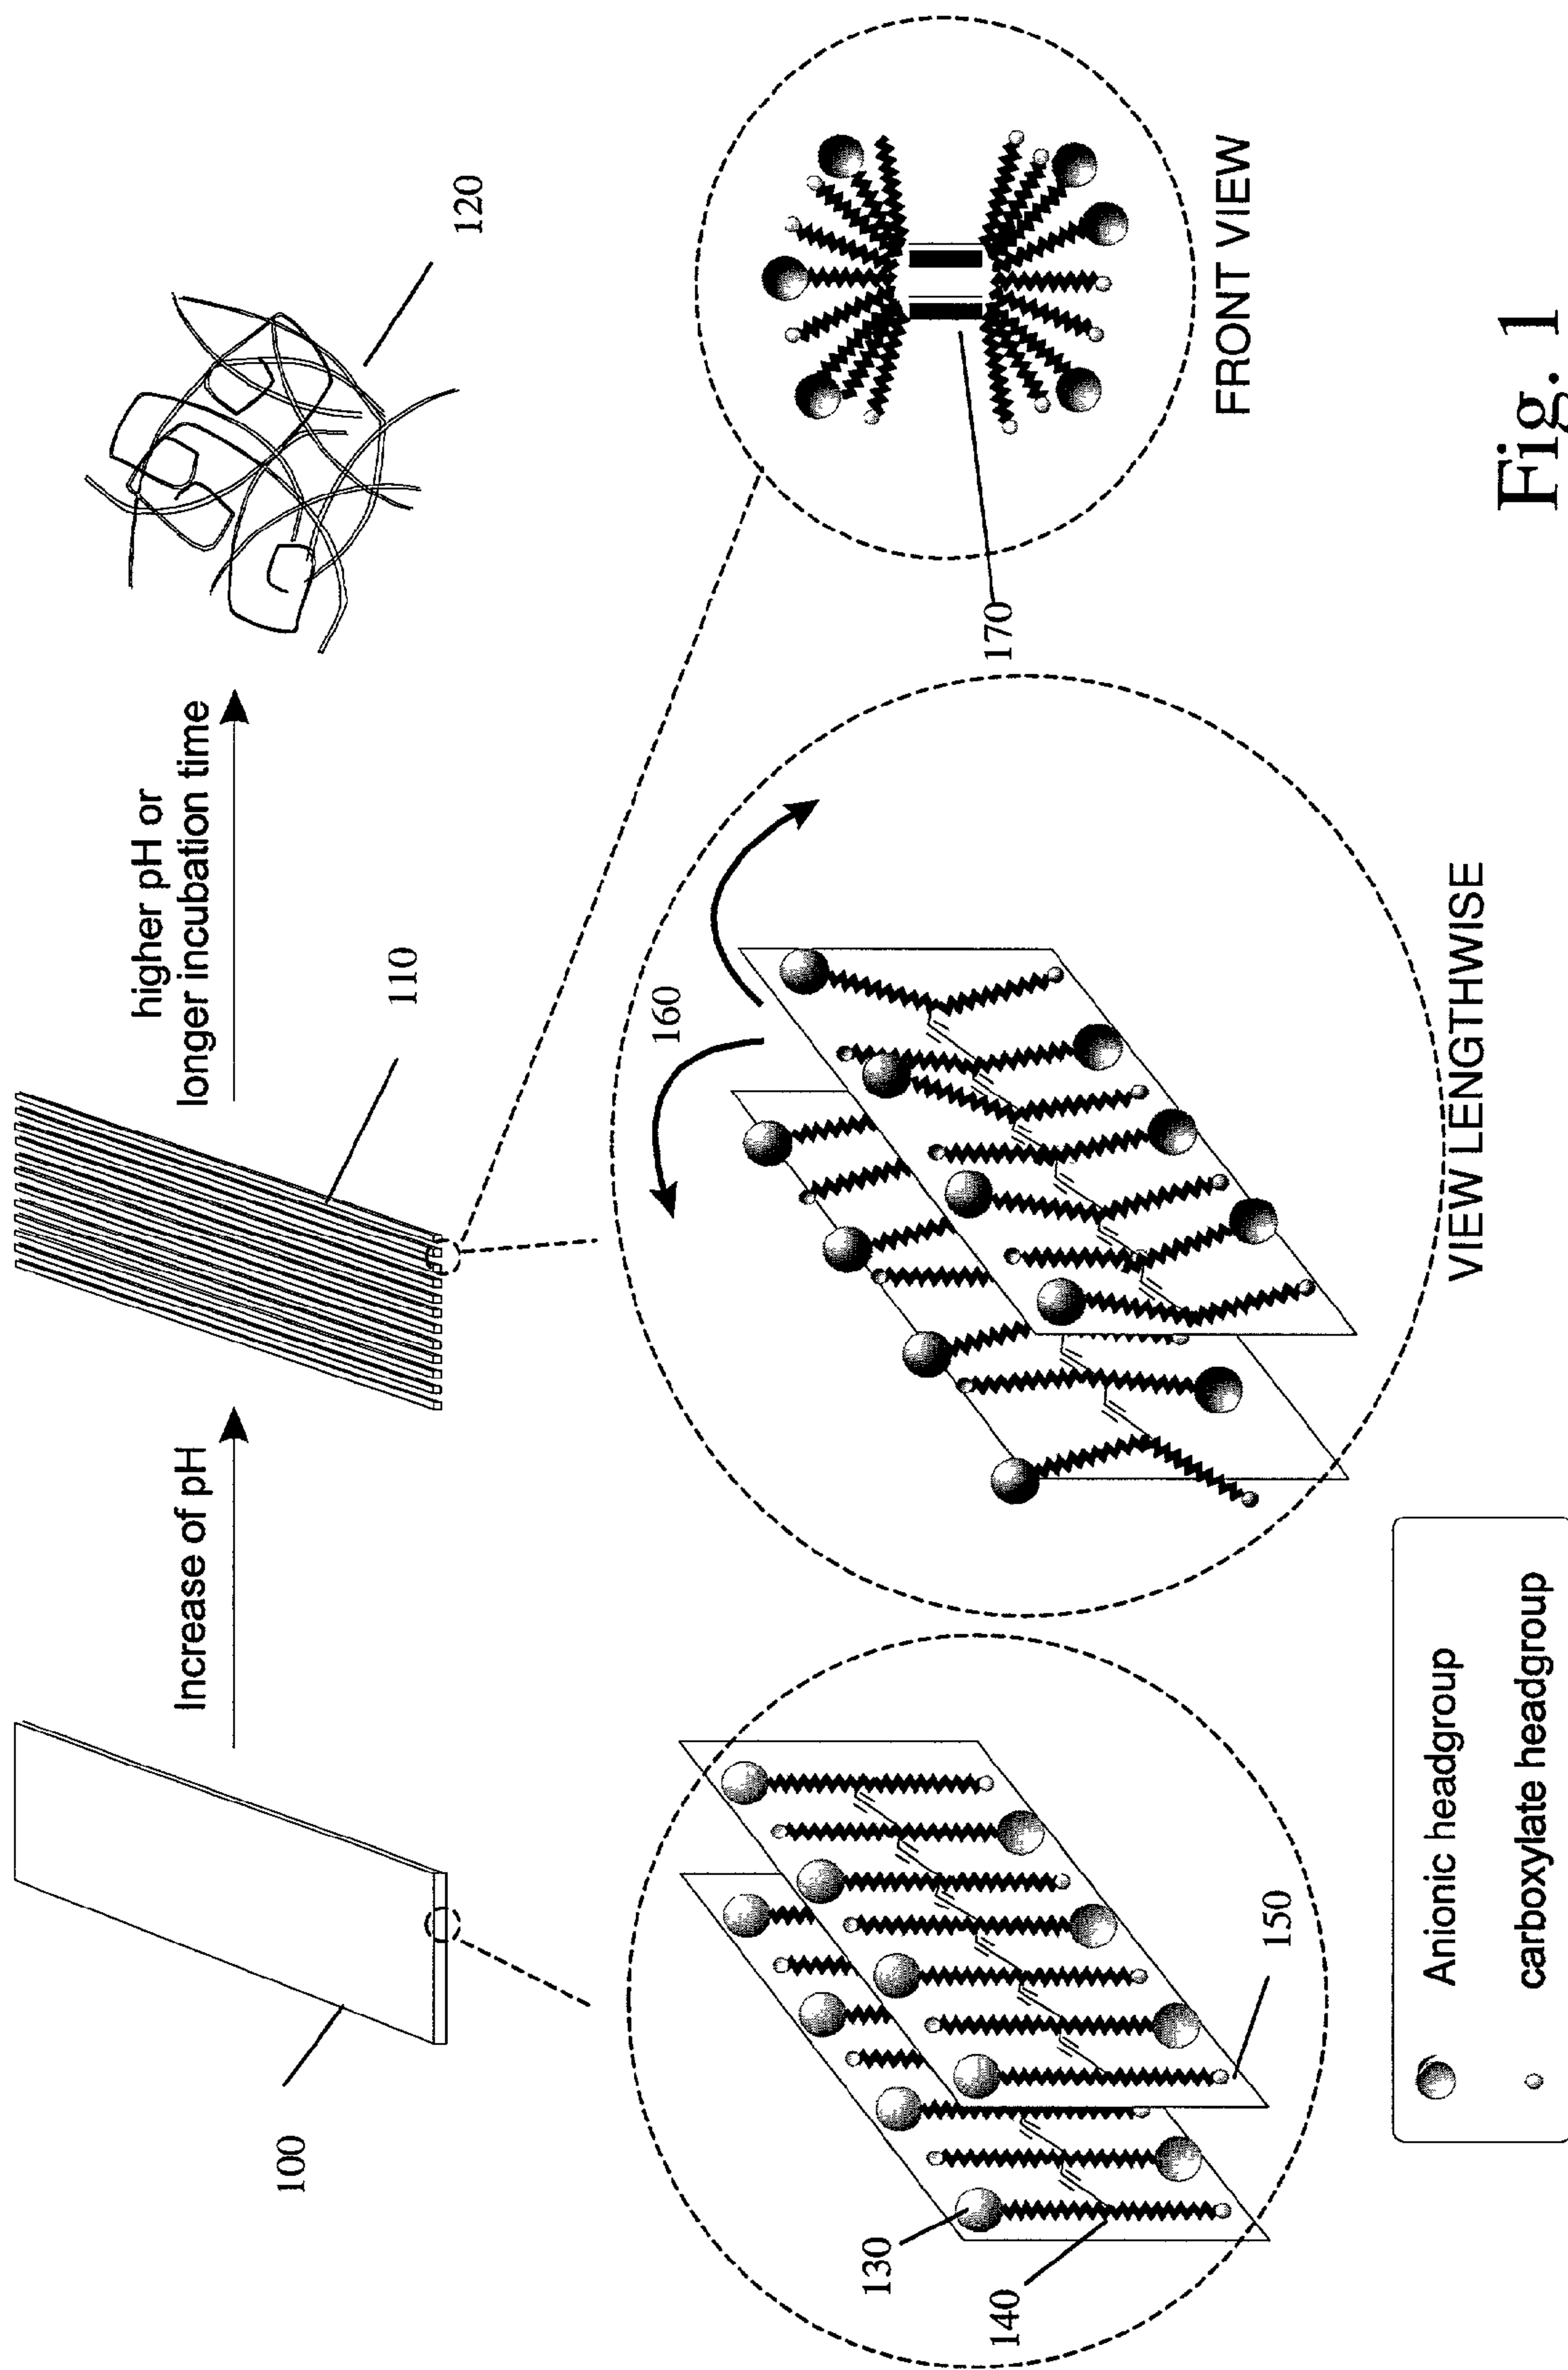 100
Increase of pH
110
higher pH or
longer incubation time
120
130
140
150
160
VIEW LENGTHWISE
170
FRONT VIEW
Anionic headgroup
carboxylate headgroup
Fig. 1